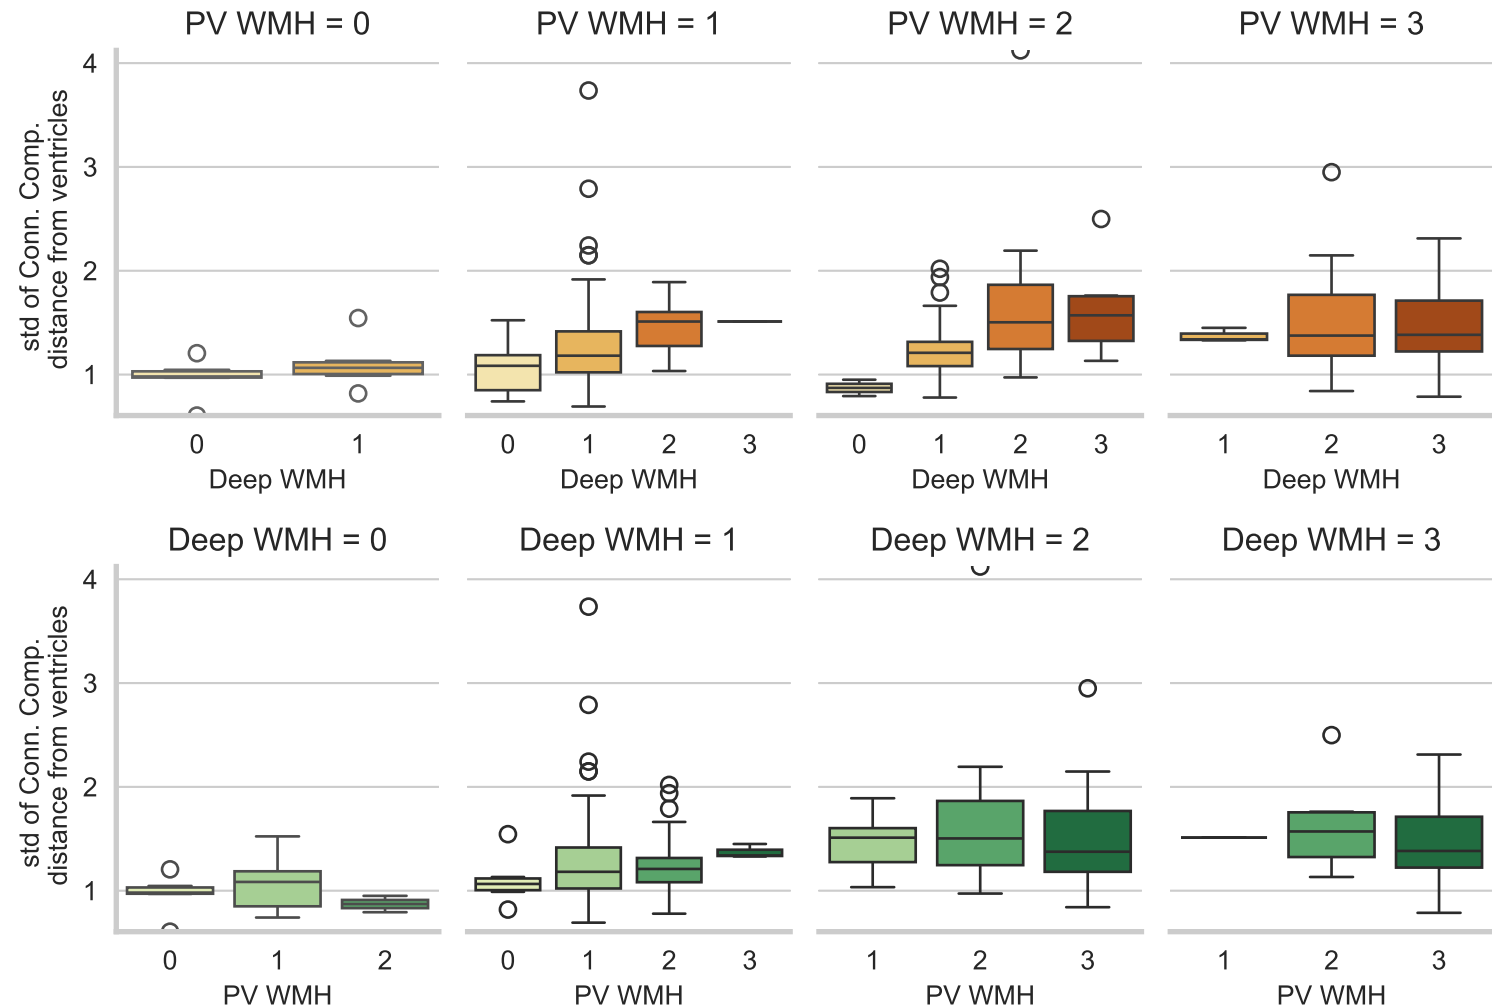 PV WMH = 0 PV WMH = 1 PV WMH = 2 PV WMH = 3
std of Conn. Comp.
distance from ventricles
4
3
2
1
0 1 0 1 2 3 0 1 2 3 1 2 3
Deep WMH Deep WMH Deep WMH Deep WMH
Deep WMH = 0 Deep WMH = 1 Deep WMH = 2 Deep WMH = 3
std of Conn. Comp.
distance from ventricles
4
3
2
1
0 1 2 0 1 2 3 1 2 3 1 2 3
PV WMH PV WMH PV WMH PV WMH